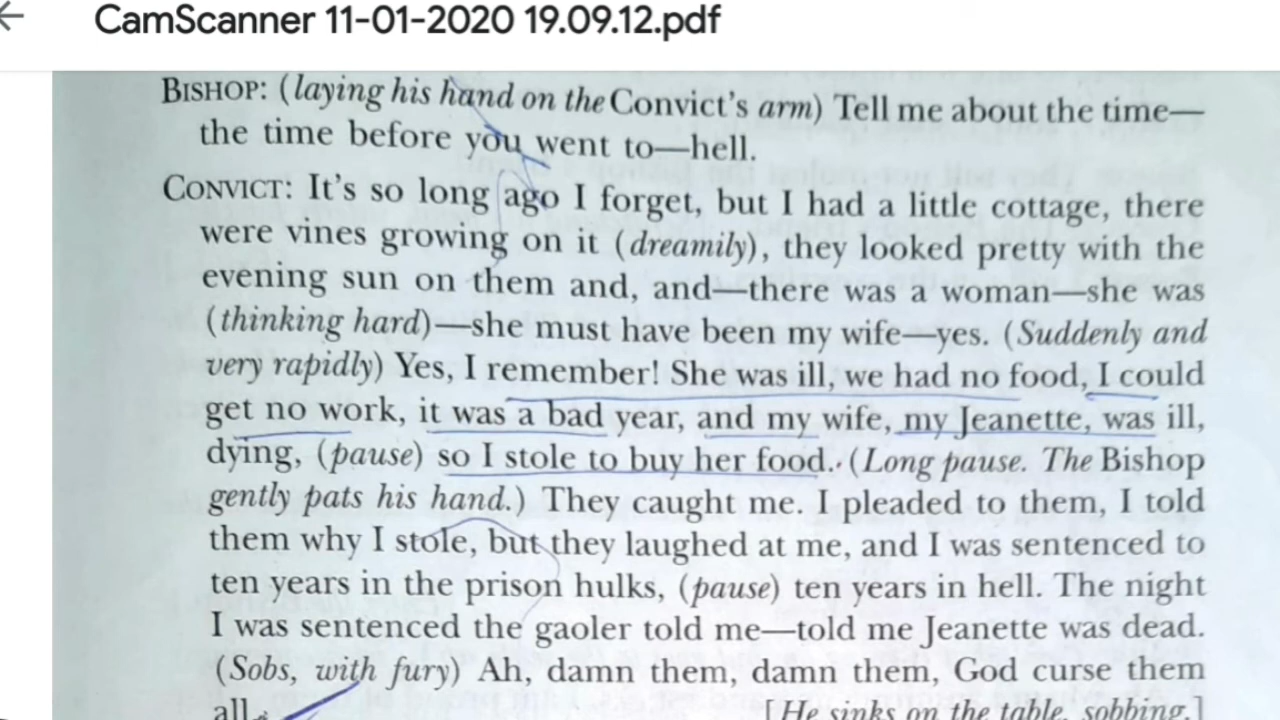 CamScanner 11-01-2020 19.09.12.pdf
BISHOP: (laying his hand on the Convict's arm) Tell me about the time—
the time before you went to—hell.
CONVICT: It's so long ago I forget, but I had a little cottage, there
were vines growing on it (dreamily), they looked pretty with the
evening sun on them and, and—there was a woman—she was
(thinking hard)—she must have been my wife—yes. (Suddenly and
very rapidly) Yes, I remember! She was ill, we had no food, I could
get no work, it was a bad year, and my wife, my Jeanette, was ill,
dying, (pause) so I stole to buy her food. (Long pause. The Bishop
gently pats his hand.) They caught me. I pleaded to them, I told
them why I stole, but they laughed at me, and I was sentenced to
ten years in the prison hulks, (pause) ten years in hell. The night
I was sentenced the gaoler told me—told me Jeanette was dead.
(Sobs, with fury) Ah, damn them, damn them, God curse them
all. [He sinks on the table, sobbing.]